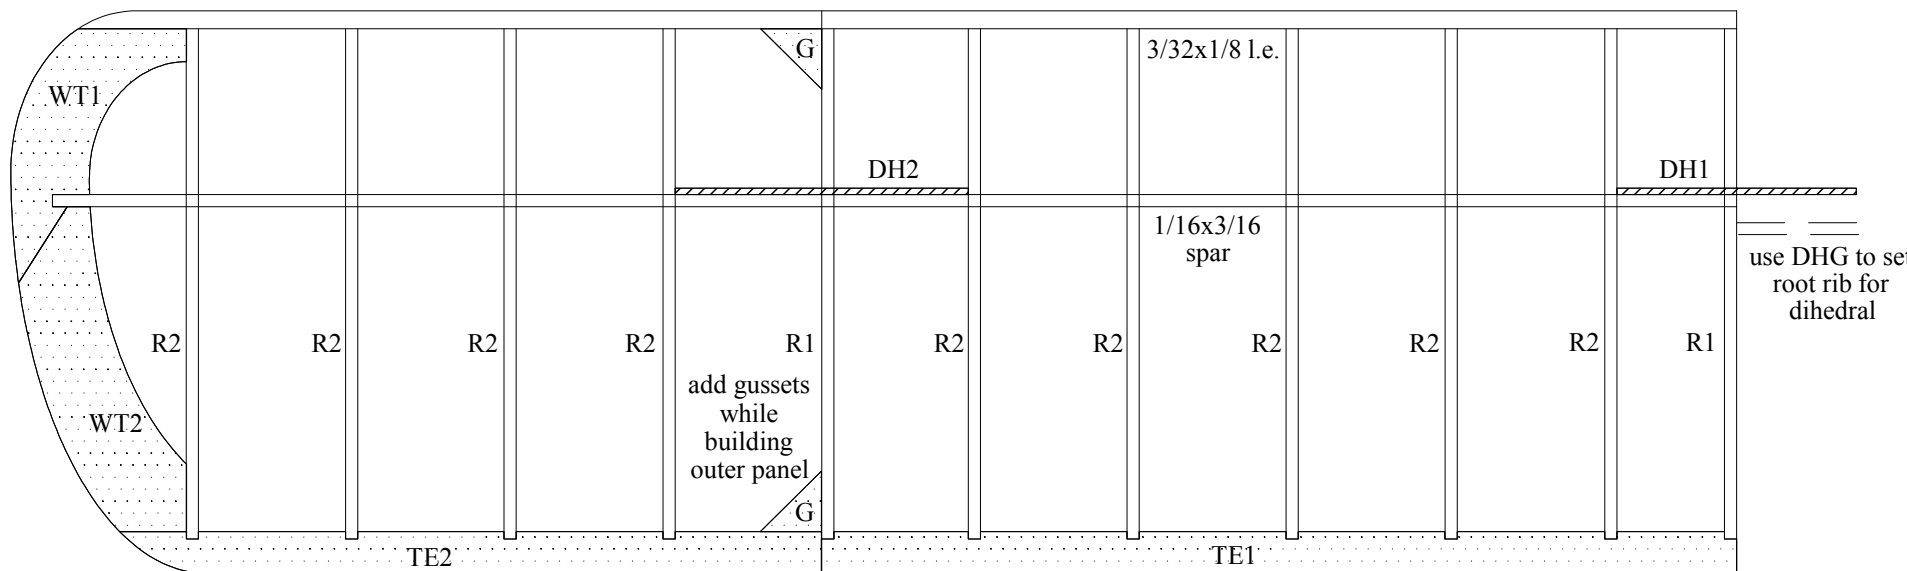 G
3/32x1/8 l.e.
WT1
DH2
DH1
1/16x3/16
spar
use DHG to set
root rib for
dihedral
R2
R2
R2
R2
R1
R2
R2
R2
R2
R2
R1
add gussets
while
building
outer panel
WT2
G
TE2
TE1